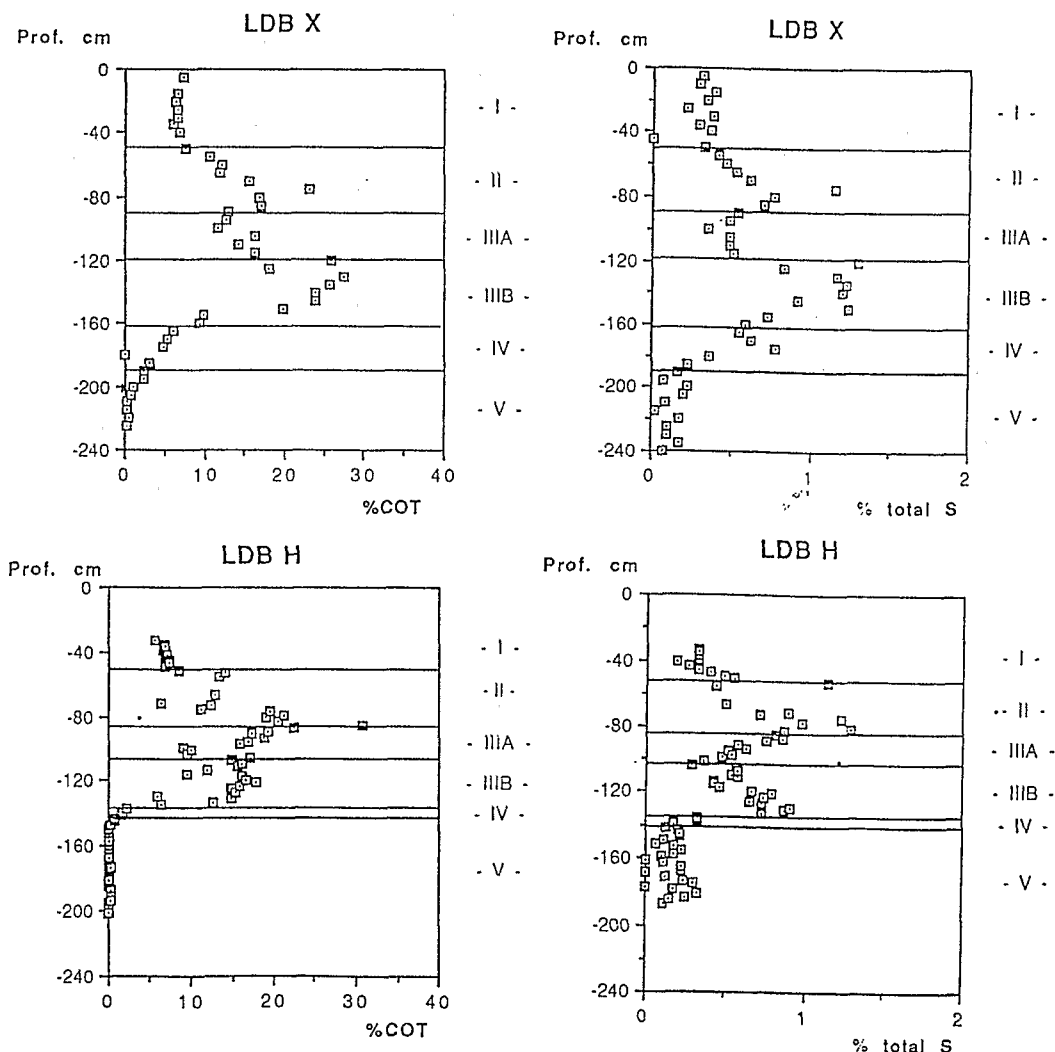 LDB X
Prof. cm
0
-40
-80
-120
-160
-200
-240
0 10 20 30 40
%COT
- I -
- II -
- IIIA -
- IIIB -
- IV -
- V -
LDB X
Prof. cm
0
-40
-80
-120
-160
-200
-240
0 1 2
% total S
- I -
- II -
- IIIA -
- IIIB -
- IV -
- V -
LDB H
Prof. cm
0
-40
-80
-120
-160
-200
-240
0 10 20 30 40
%COT
- I -
- II -
- IIIA -
- IIIB -
- IV -
- V -
LDB H
Prof. cm
0
-40
-80
-120
-160
-200
-240
0 1 2
% total S
- I -
- II -
- IIIA -
- IIIB -
- IV -
- V -